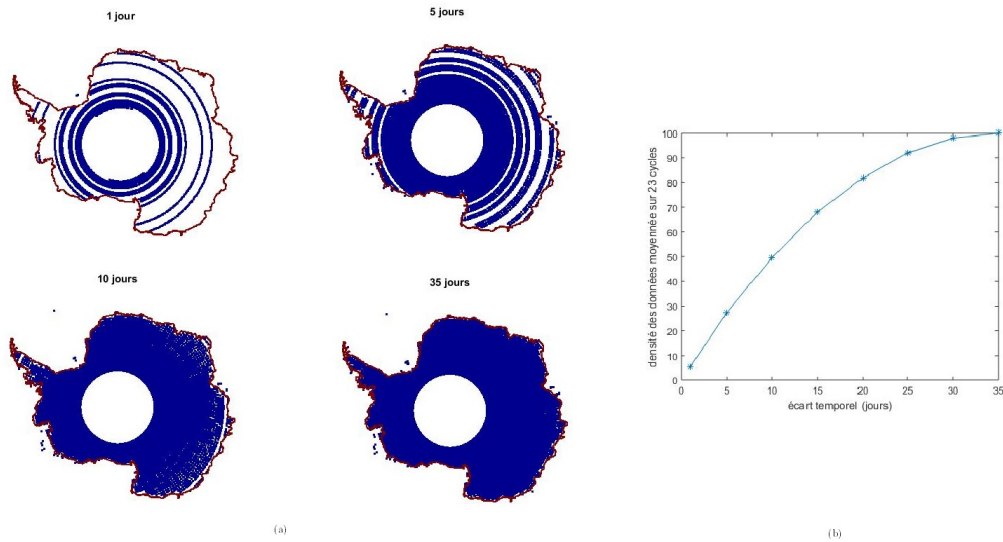 1 jour
5 jours
10 jours
35 jours
(a)
densité des données moyennée sur 23 cycles
100
90
80
70
60
50
40
30
20
10
0
0 5 10 15 20 25 30 35
écart temporel (jours)
(b)